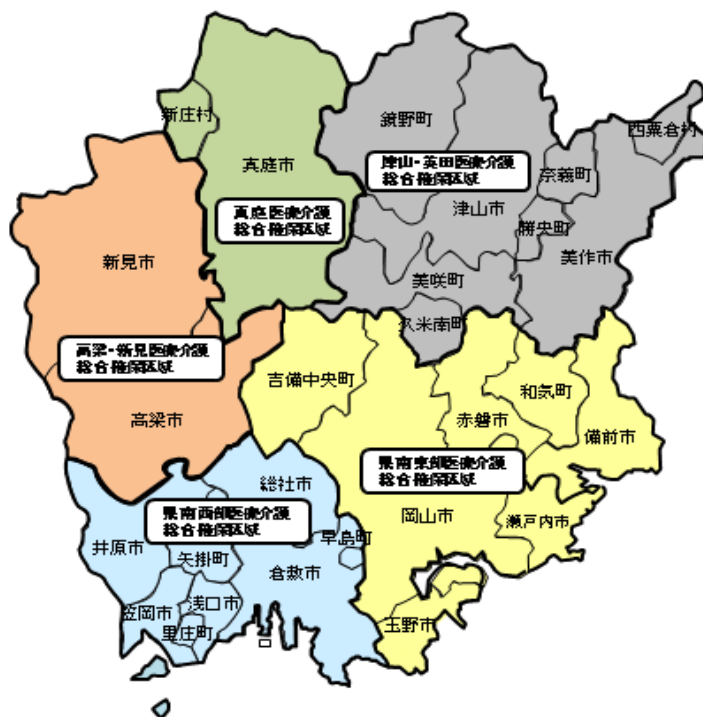 鏡野町
新庄村
西粟倉村
真庭市
津山・英田医療介護
総合確保区域
奈義町
津山市
真庭医療介護
総合確保区域
勝央町
美作市
新見市
美咲町
久米南町
高梁・新見医療介護
総合確保区域
吉備中央町
和気町
高梁市
赤磐市
備前市
県南東部医療介護
総合確保区域
総社市
県南西部医療介護
総合確保区域
岡山市
瀬戸内市
井原市
早島町
矢掛町
倉敷市
浅口市
笠岡市
里庄町
玉野市